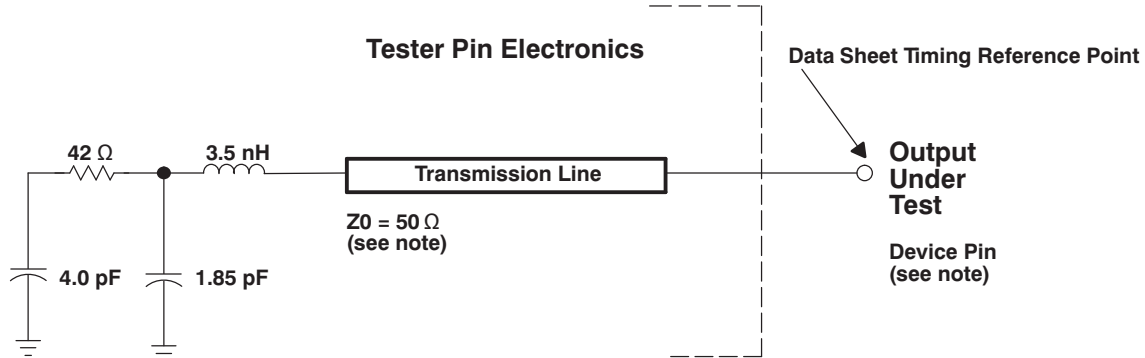 Tester Pin Electronics
Data Sheet Timing Reference Point
42 Ω
3.5 nH
Transmission Line
Output
Under
Test
Z0 = 50 Ω
(see note)
Device Pin
(see note)
4.0 pF
1.85 pF